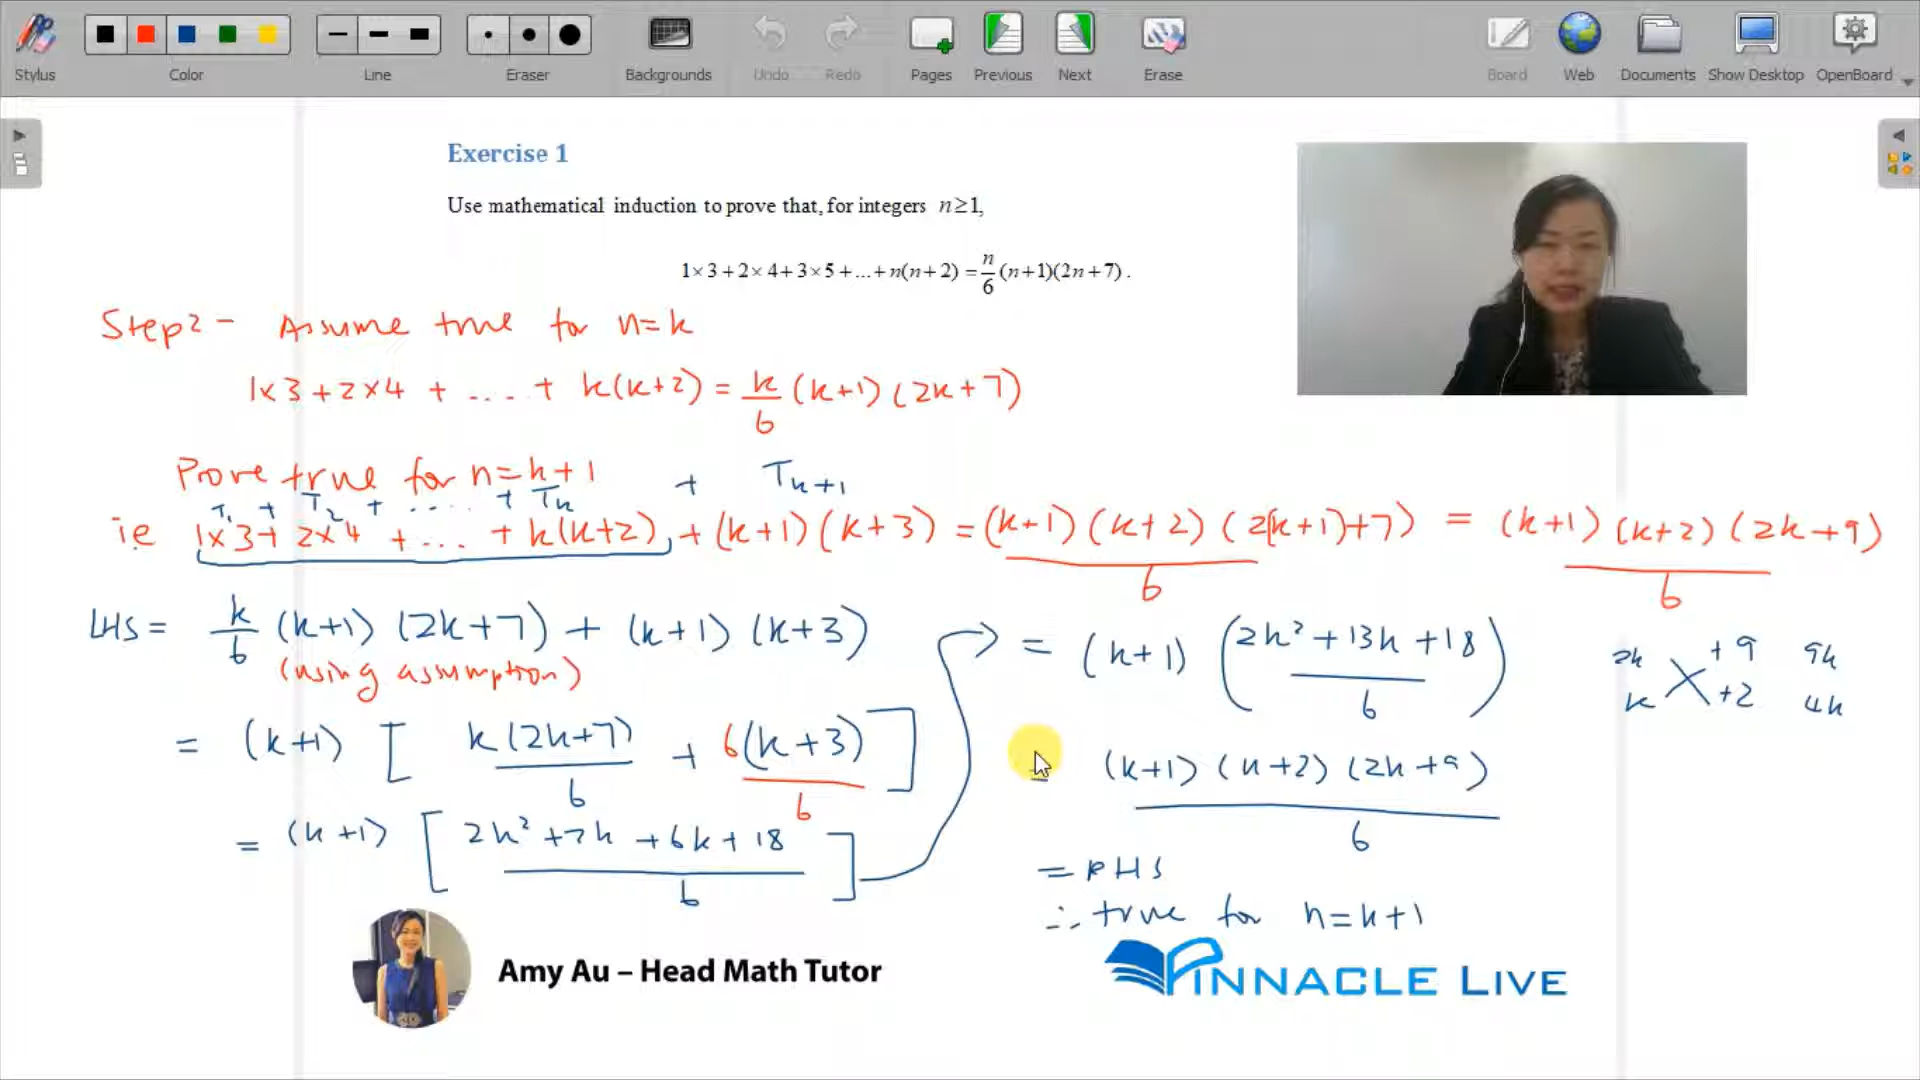 Stylus Color Line Eraser Backgrounds Undo Redo Pages Previous Next Erase Board Web Documents Show Desktop OpenBoard
Exercise 1
Use mathematical induction to prove that, for integers n≥1,
1×3+2×4+3×5+...+n(n+2) = n/6 (n+1)(2n+7).
Step 2 - Assume true for n=k
1×3+2×4 + .... + k(k+2) = k/6 (k+1)(2k+7)
Prove true for n=k+1
T₁ + T₂ + ..... + Tₖ + Tₖ₊₁
i.e 1×3+2×4 + ... + k(k+2) + (k+1)(k+3) = (k+1)(k+2)(2(k+1)+7)/6 = (k+1)(k+2)(2k+9)/6
LHS = k/6 (k+1)(2k+7) + (k+1)(k+3)
(using assumption)
= (k+1) [ k(2k+7)/6 + 6(k+3)/6 ]
= (k+1) [ 2k²+7k+6k+18/6 ]
= (k+1) (2k²+13k+18/6)
2k +9 9k
k +2 4k
(k+1)(k+2)(2k+9)/6
= RHS
∴ true for n=k+1
Amy Au – Head Math Tutor
PINNACLE LIVE